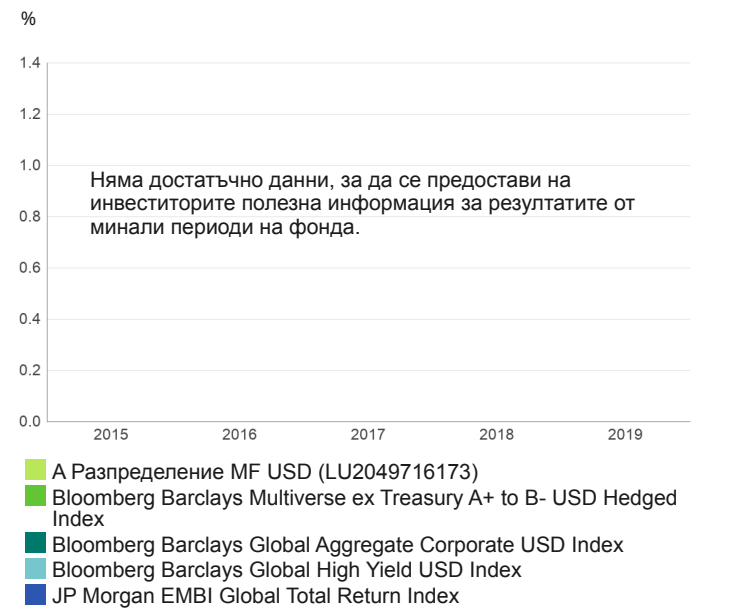 %
1.4
1.2
1.0
Няма достатъчно данни, за да се предостави на
инвеститорите полезна информация за резултатите от
0.8
минали периоди на фонда.
0.6
0.4
0.2
0.0
2015 2016 2017 2018 2019
А Разпределение MF USD (LU2049716173)
Bloomberg Barclays Multiverse ex Treasury A+ to B- USD Hedged
Index
Bloomberg Barclays Global Aggregate Corporate USD Index
Bloomberg Barclays Global High Yield USD Index
JP Morgan EMBI Global Total Return Index